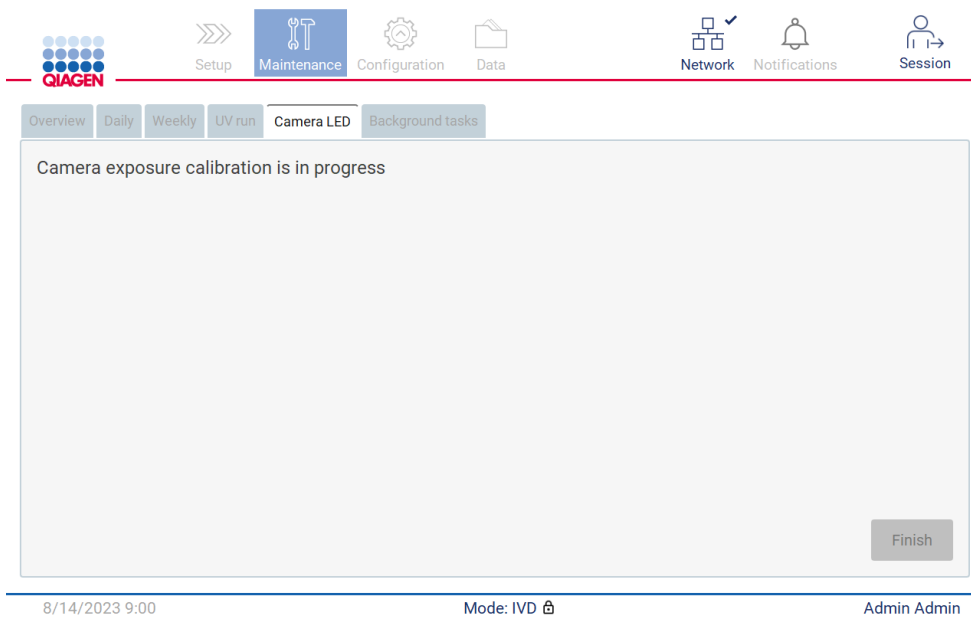 QIAGEN
Setup
Maintenance
Configuration
Data
Network
Notifications
Session
Overview
Daily
Weekly
UV run
Camera LED
Background tasks
Camera exposure calibration is in progress
Finish
8/14/2023 9:00
Mode: IVD
Admin Admin